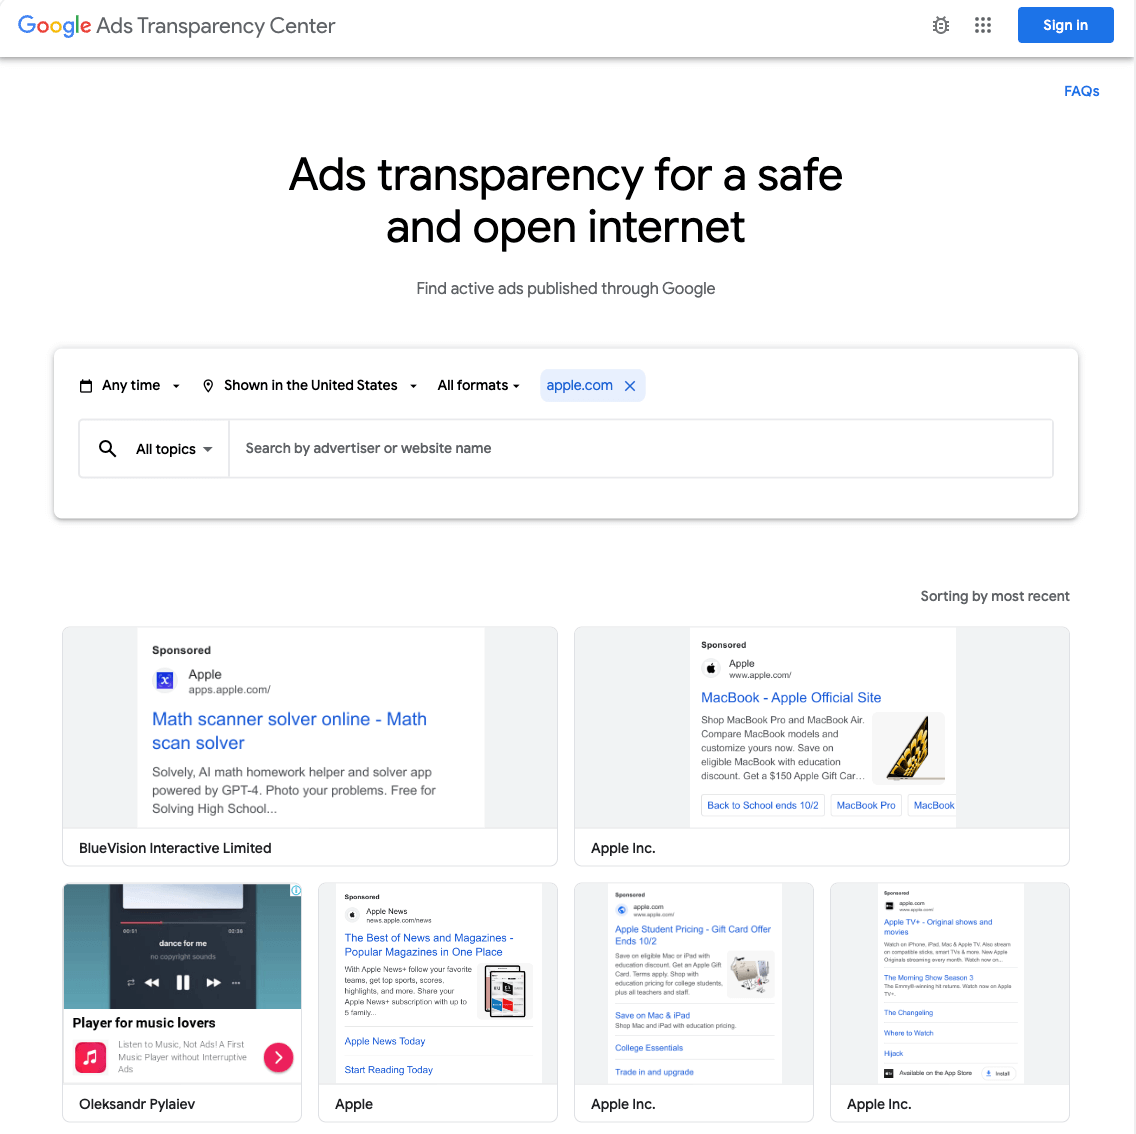 Google Ads Transparency Center
Sign in
FAQs
Ads transparency for a safe
and open internet
Find active ads published through Google
Any time
Shown in the United States
All formats
apple.com
All topics
Search by advertiser or website name
Sorting by most recent
Sponsored
Apple
apps.apple.com/
Math scanner solver online - Math
scan solver
Solvely, AI math homework helper and solver app
powered by GPT-4. Photo your problems. Free for
Solving High School...
BlueVision Interactive Limited
Sponsored
Apple
www.apple.com/
MacBook - Apple Official Site
Shop MacBook Pro and MacBook Air.
Compare MacBook models and
customize yours now. Save on
eligible MacBook with education
discount. Get a $150 Apple Gift Car...
Back to School ends 10/2
MacBook Pro
MacBook
Apple Inc.
00:51
02:38
dance for me
no copyright sounds
Player for music lovers
Listen to Music, Not Ads! A First
Music Player without Interruptive
Ads
Oleksandr Pylaiev
Sponsored
Apple News
news.apple.com/news
The Best of News and Magazines -
Popular Magazines in One Place
With Apple News+ follow your favorite
teams, get top sports, scores,
highlights, and more. Share your
Apple News+ subscription with up to
5 family...
Apple News Today
Start Reading Today
Apple
Sponsored
apple.com
www.apple.com/
Apple Student Pricing - Gift Card Offer
Ends 10/2
Save on eligible Mac or iPad with
education discount. Get an Apple Gift
Card. Terms apply. Shop with
education pricing for college students,
plus all teachers and staff.
Save on Mac & iPad
Shop Mac and iPad with education pricing.
College Essentials
Trade in and upgrade
Apple Inc.
Sponsored
apple.com
www.apple.com/
Apple TV+ - Original shows and
movies
Watch on iPhone, iPad, Mac & Apple TV. Also stream
on compatible sticks, smart TVs & more. New Apple
Originals streaming every month. Watch now on...
The Morning Show Season 3
The Emmy®-winning hit returns. Watch now on Apple
TV+.
The Changeling
Where to Watch
Hijack
Available on the App Store
Install
Apple Inc.